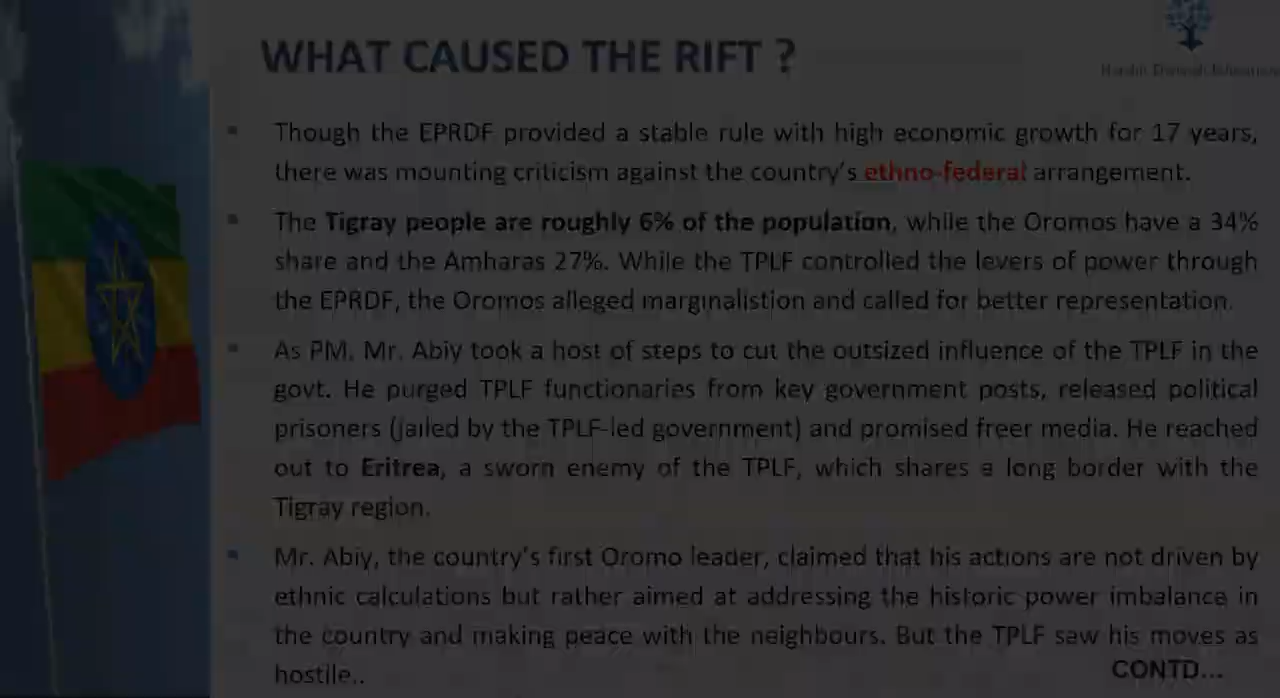 WHAT CAUSED THE RIFT ?
Though the EPRDF provided a stable rule with high economic growth for 17 years,
there was mounting criticism against the country's ethno-federal arrangement.
The Tigray people are roughly 6% of the population, while the Oromos have a 34%
share and the Amharas 27%. While the TPLF controlled the levers of power through
the EPRDF, the Oromos alleged marginalistion and called for better representation.
As PM, Mr. Abiy took a host of steps to cut the outsized influence of the TPLF in the
govt. He purged TPLF functionaries from key government posts, released political
prisoners (jailed by the TPLF-led government) and promised freer media. He reached
out to Eritrea, a sworn enemy of the TPLF, which shares a long border with the
Tigray region.
Mr. Abiy, the country's first Oromo leader, claimed that his actions are not driven by
ethnic calculations but rather aimed at addressing the historic power imbalance in
the country and making peace with the neighbours. But the TPLF saw his moves as
hostile..
CONTD...